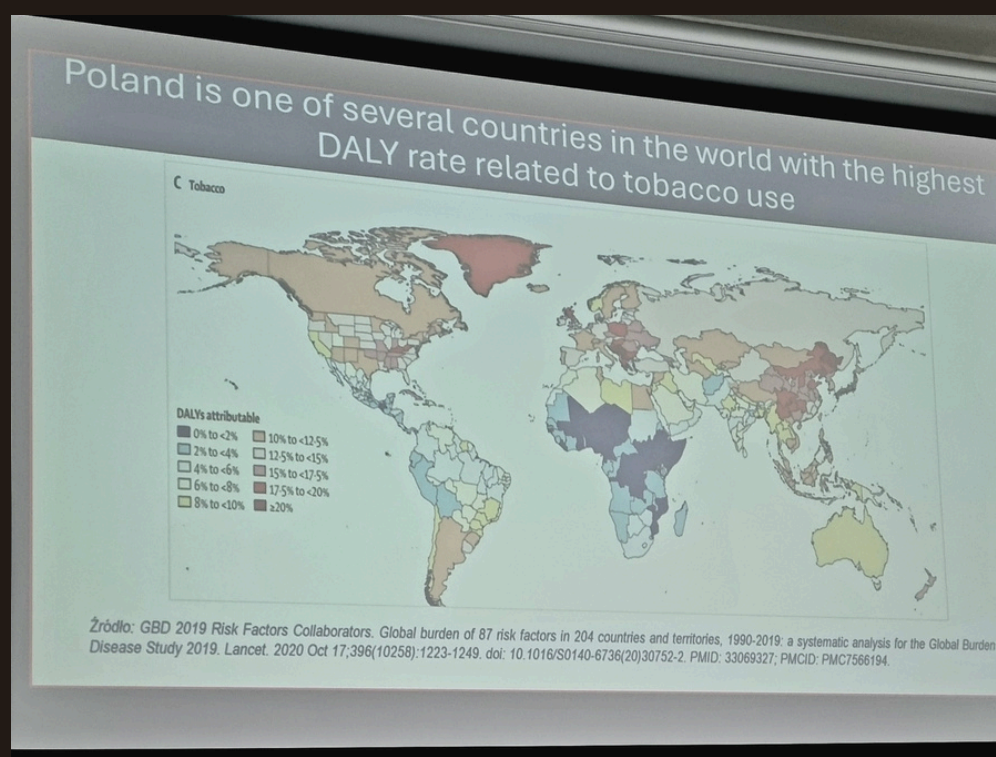 Poland is one of several countries in the world with the highest
DALY rate related to tobacco use
C Tobacco
DALYs attributable
0% to <2%
2% to <4%
4% to <6%
6% to <8%
8% to <10%
10% to <12·5%
12·5% to <15%
15% to <17·5%
17·5% to <20%
≥20%
Źródło: GBD 2019 Risk Factors Collaborators. Global burden of 87 risk factors in 204 countries and territories, 1990-2019: a systematic analysis for the Global Burden
Disease Study 2019. Lancet. 2020 Oct 17;396(10258):1223-1249. doi: 10.1016/S0140-6736(20)30752-2. PMID: 33069327; PMCID: PMC7566194.